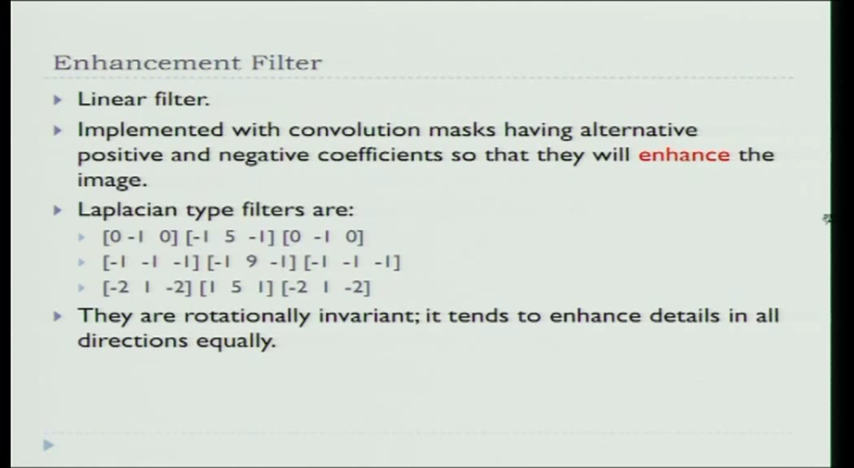 Enhancement Filter
Linear filter.
Implemented with convolution masks having alternative
positive and negative coefficients so that they will enhance the
image.
Laplacian type filters are:
[0 -1 0] [-1 5 -1] [0 -1 0]
[-1 -1 -1] [-1 9 -1] [-1 -1 -1]
[-2 1 -2] [1 5 1] [-2 1 -2]
They are rotationally invariant; it tends to enhance details in all
directions equally.